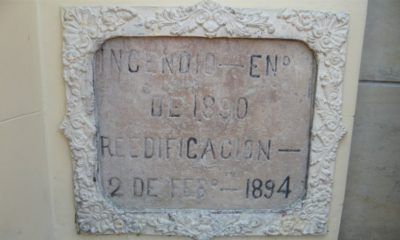 INCENDIO — ENº
DE 1890
REEDIFICACION —
2 DE FEBº — 1894